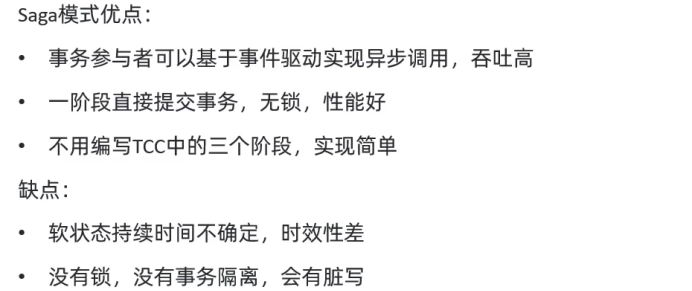 Saga模式优点：
• 事务参与者可以基于事件驱动实现异步调用，吞吐高
• 一阶段直接提交事务，无锁，性能好
• 不用编写TCC中的三个阶段，实现简单
缺点：
• 软状态持续时间不确定，时效性差
• 没有锁，没有事务隔离，会有脏写